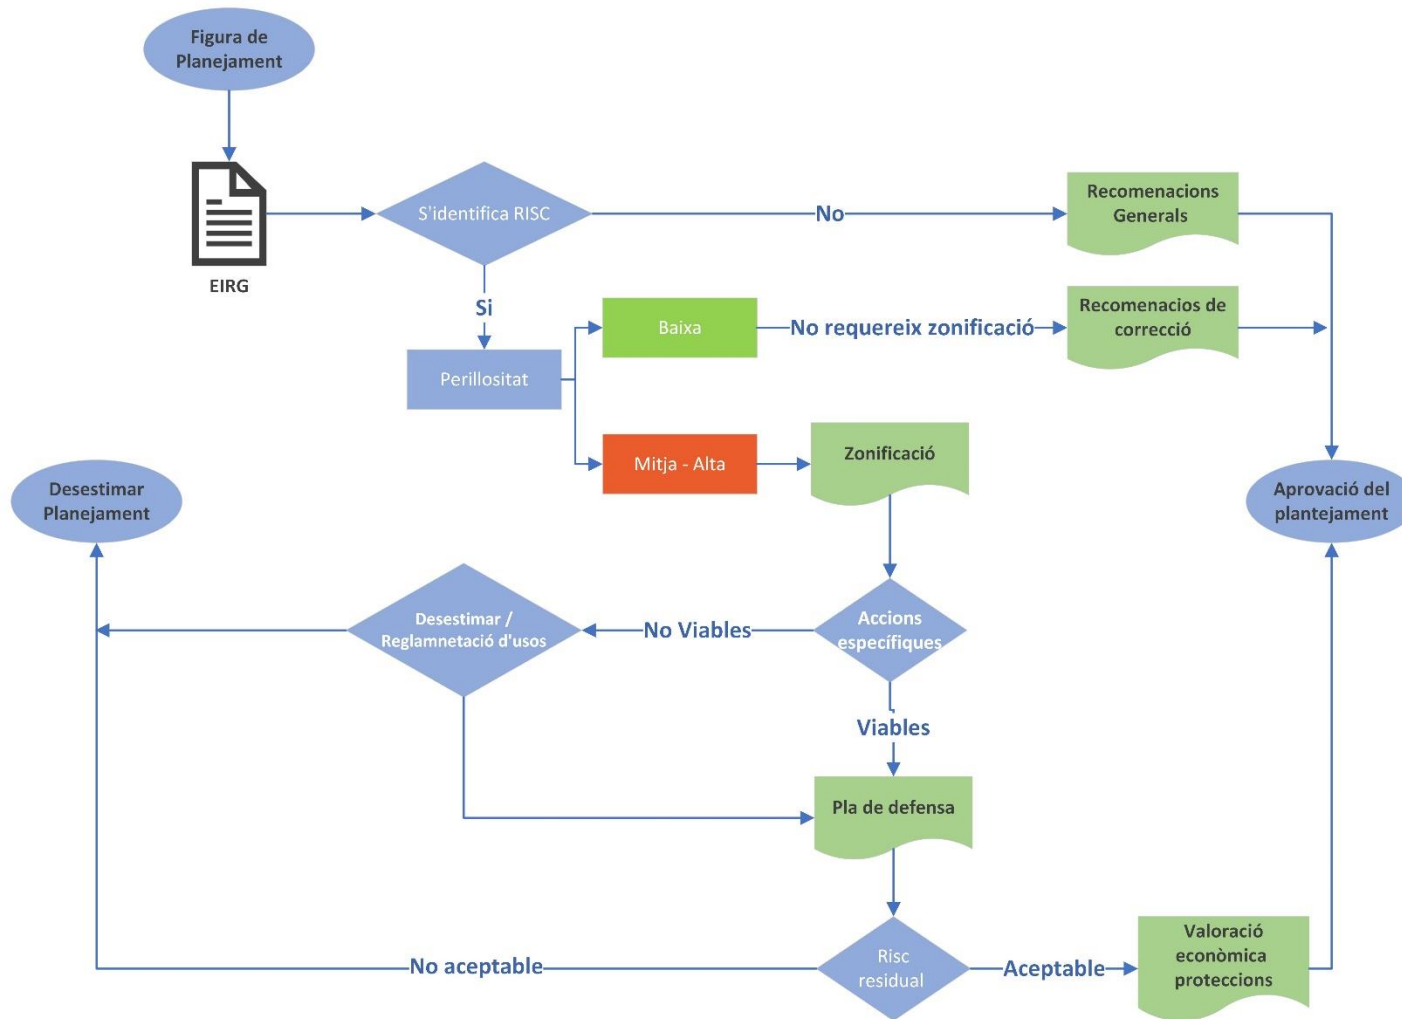 Figura de
Planejament
EIRG
S'identifica RISC
No
Recomenacions
Generals
Si
Perillositat
Baixa
No requereix zonificació
Recomenacios de
correcció
Mitja - Alta
Zonificació
Desestimar
Planejament
Aprovació del
plantejament
Desestimar /
Reglamnetació d'usos
No Viables
Accions
específiques
Viables
Pla de defensa
No aceptable
Risc
residual
Aceptable
Valoració
econòmica
proteccions